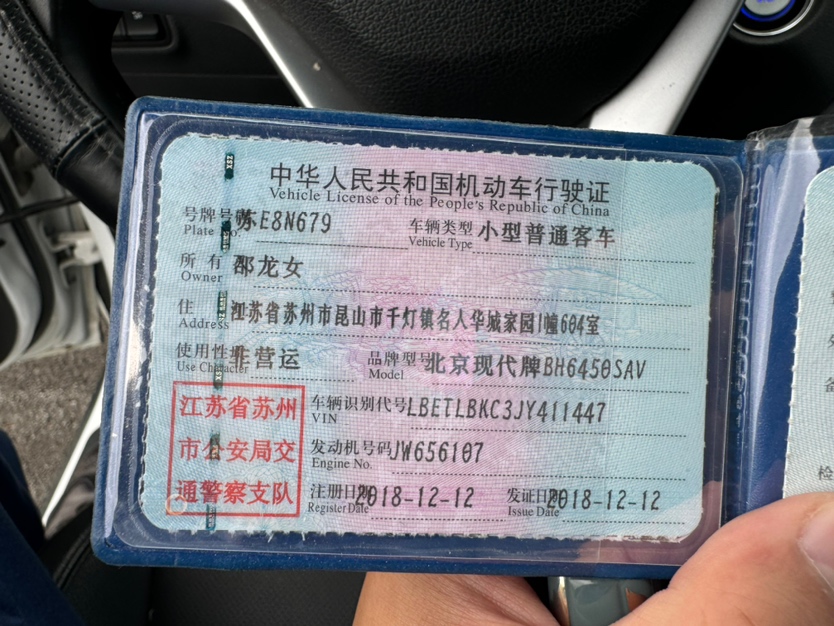 中华人民共和国机动车行驶证
Vehicle License of the People's Republic of China
号牌号码 苏E8N679 车辆类型 小型普通客车
Plate No. Vehicle Type
所有人 邵龙女
Owner
住址 江苏省苏州市昆山市千灯镇名人华城家园1幢604室
Address
使用性质 非营运 品牌型号 北京现代牌BH6450SAV
Use Character Model
江苏省苏州
市公安局交
通警察支队
车辆识别代号 LBETLBKC3JY411447
VIN
发动机号码 JW656107
Engine No.
注册日期 2018-12-12 发证日期 2018-12-12
Register Date Issue Date